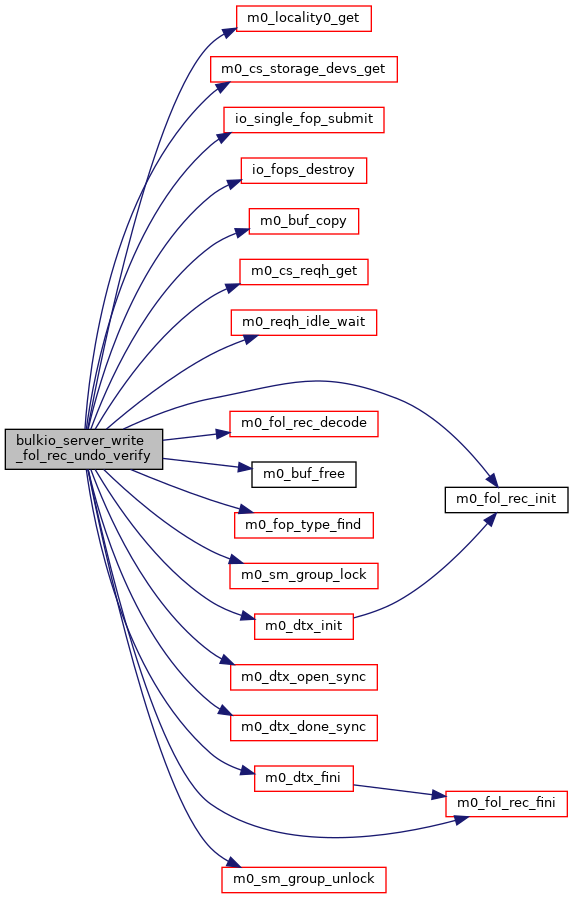 m0_locality0_get
m0_cs_storage_devs_get
io_single_fop_submit
io_fops_destroy
m0_buf_copy
m0_cs_reqh_get
m0_reqh_idle_wait
m0_fol_rec_decode
bulkio_server_write
_fol_rec_undo_verify
m0_buf_free
m0_fol_rec_init
m0_fop_type_find
m0_sm_group_lock
m0_dtx_init
m0_dtx_open_sync
m0_dtx_done_sync
m0_dtx_fini
m0_fol_rec_fini
m0_sm_group_unlock